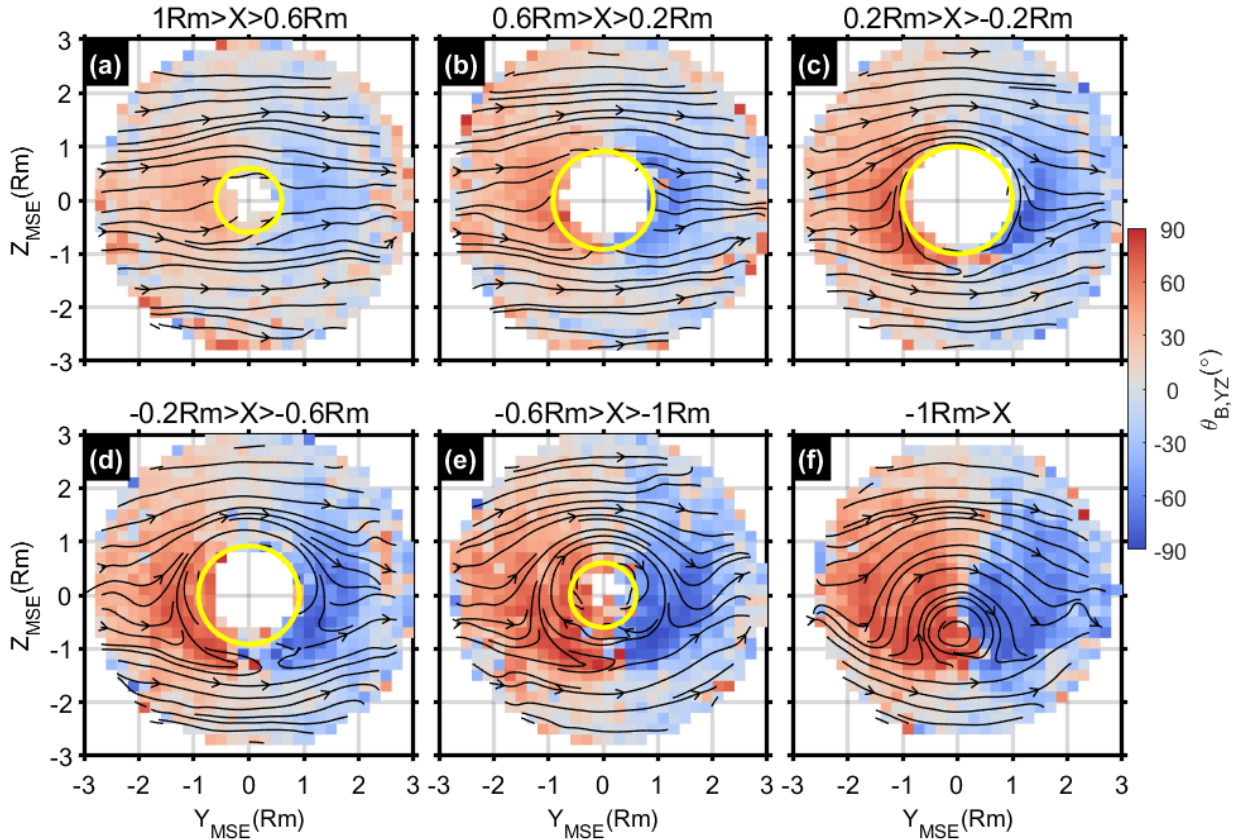 1Rm>X>0.6Rm
0.6Rm>X>0.2Rm
0.2Rm>X>-0.2Rm
(a)
(b)
(c)
3
2
1
0
-1
-2
-3
Z_MSE(Rm)
-0.2Rm>X>-0.6Rm
-0.6Rm>X>-1Rm
-1Rm>X
(d)
(e)
(f)
3
2
1
0
-1
-2
-3
Z_MSE(Rm)
-3 -2 -1 0 1 2 3
-3 -2 -1 0 1 2 3
-3 -2 -1 0 1 2 3
Y_MSE(Rm)
Y_MSE(Rm)
Y_MSE(Rm)
90
60
30
0
-30
-60
-90
θ_B,YZ(°)